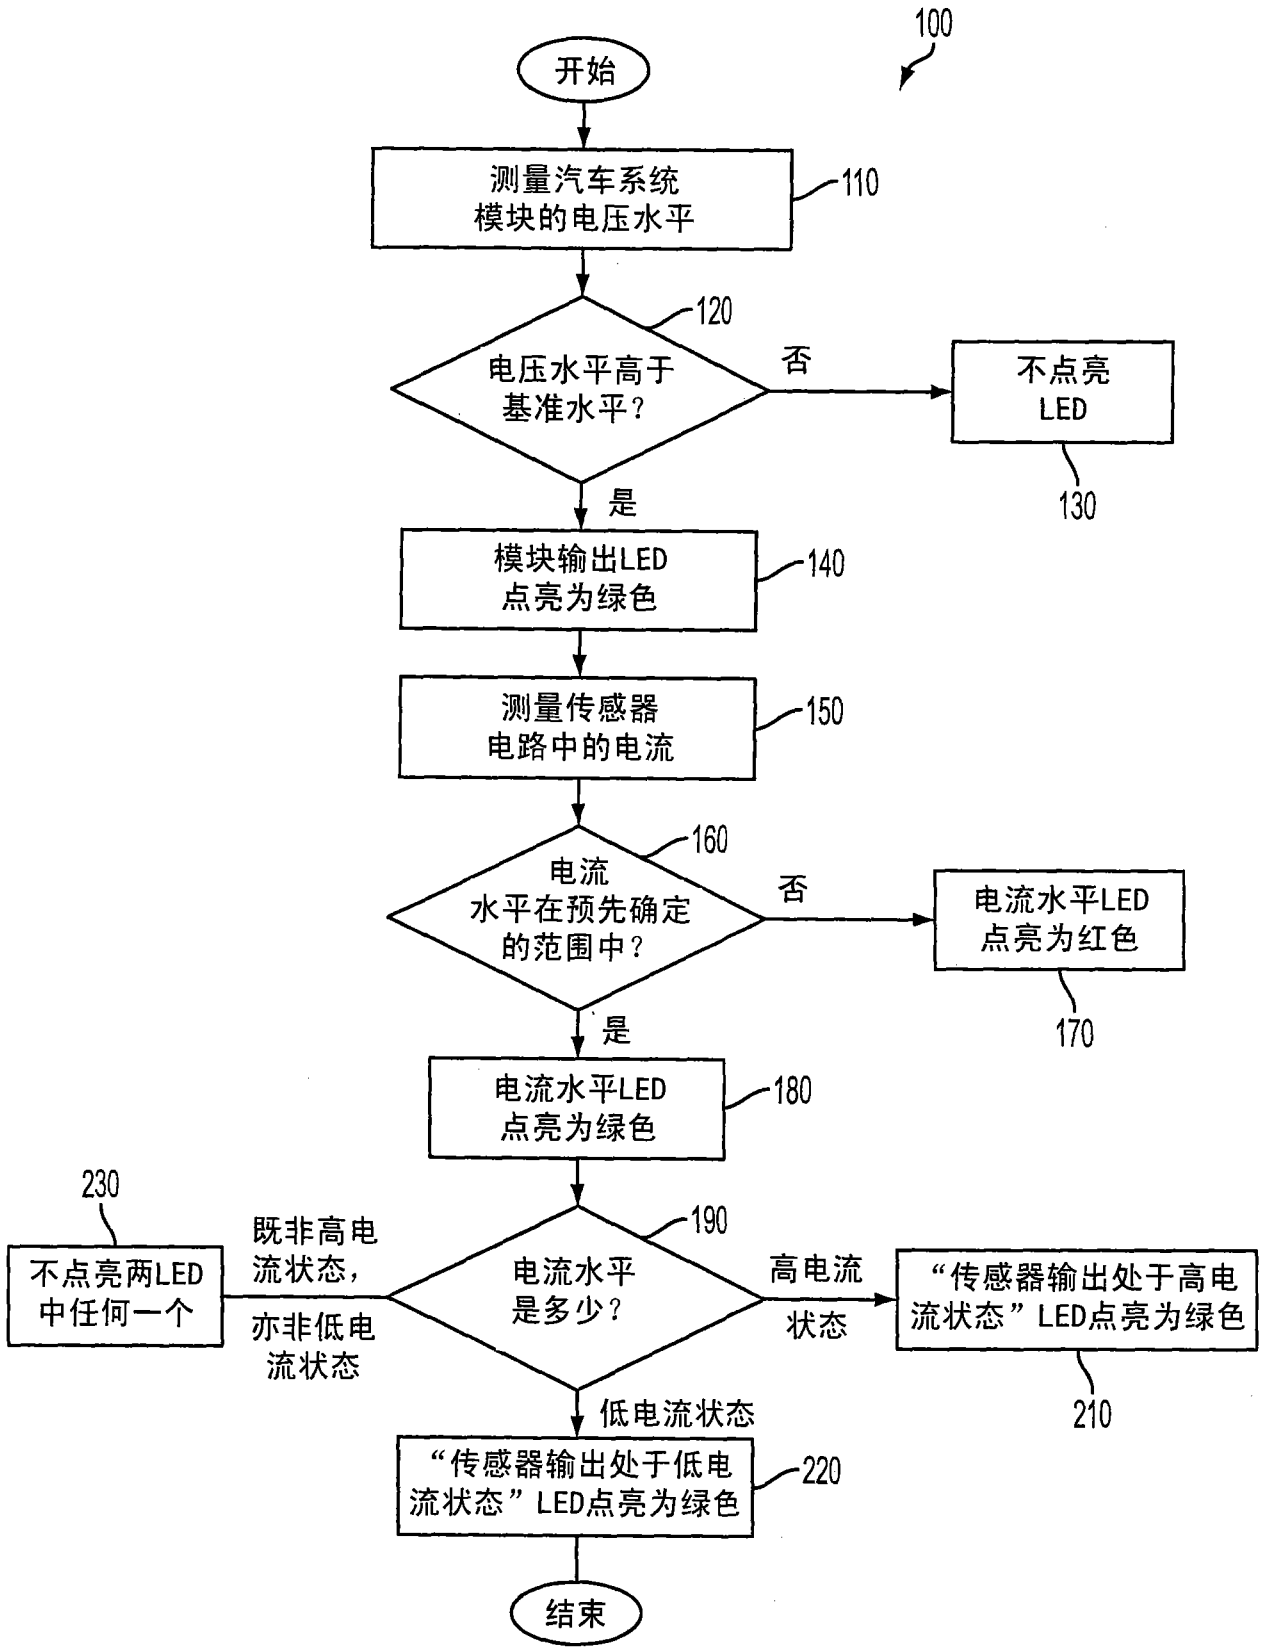 100
开始
测量汽车系统
模块的电压水平
110
120
电压水平高于
基准水平？
否
不点亮
LED
130
是
模块输出LED
点亮为绿色
140
测量传感器
电路中的电流
150
160
电流
水平在预先确定
的范围中？
否
电流水平LED
点亮为红色
170
是
电流水平LED
点亮为绿色
180
190
电流水平
是多少？
230
不点亮两LED
中任何一个
既非高电
流状态，
亦非低电
流状态
高电流
状态
“传感器输出处于高电
流状态”LED点亮为绿色
210
低电流状态
“传感器输出处于低电
流状态”LED点亮为绿色
220
结束